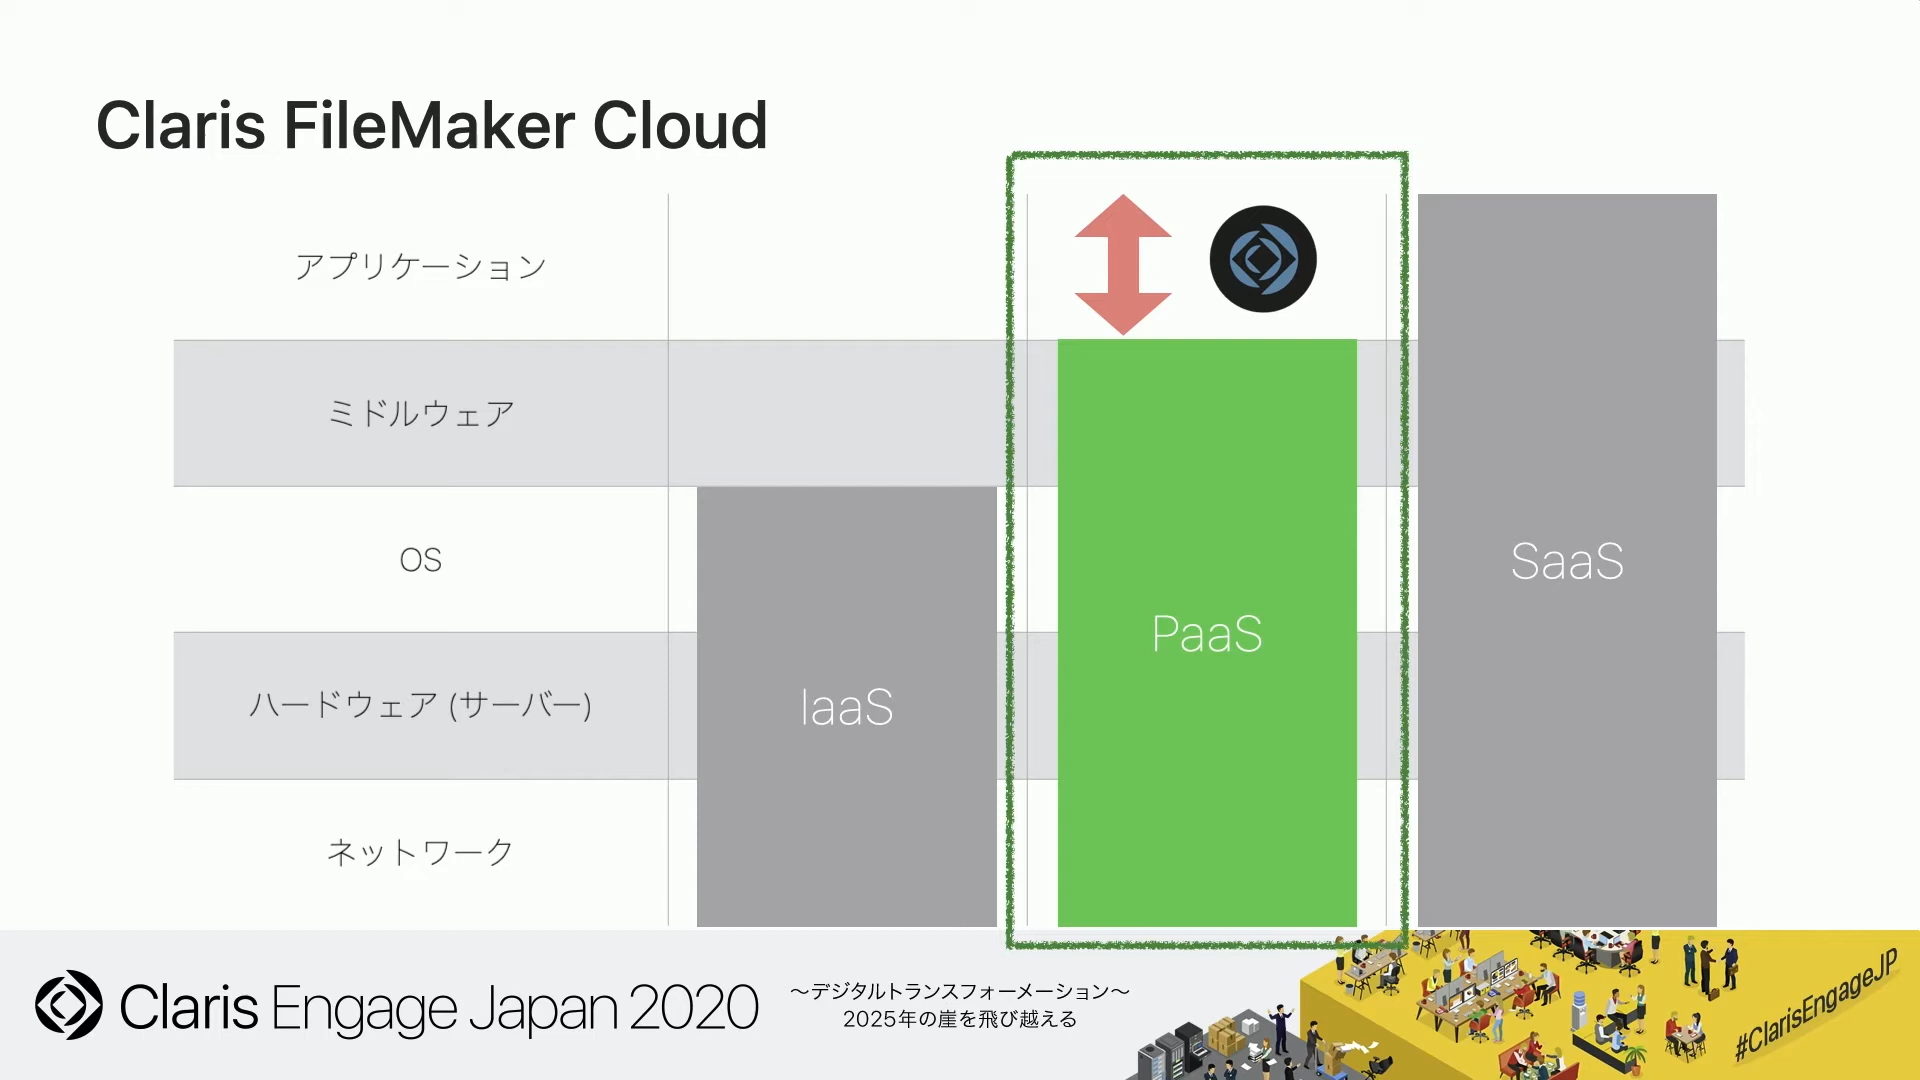 Claris FileMaker Cloud
アプリケーション
ミドルウェア
OS
ハードウェア (サーバー)
ネットワーク
IaaS
PaaS
SaaS
Claris Engage Japan 2020
〜デジタルトランスフォーメーション〜
2025年の崖を飛び越える
#ClarisEngageJP